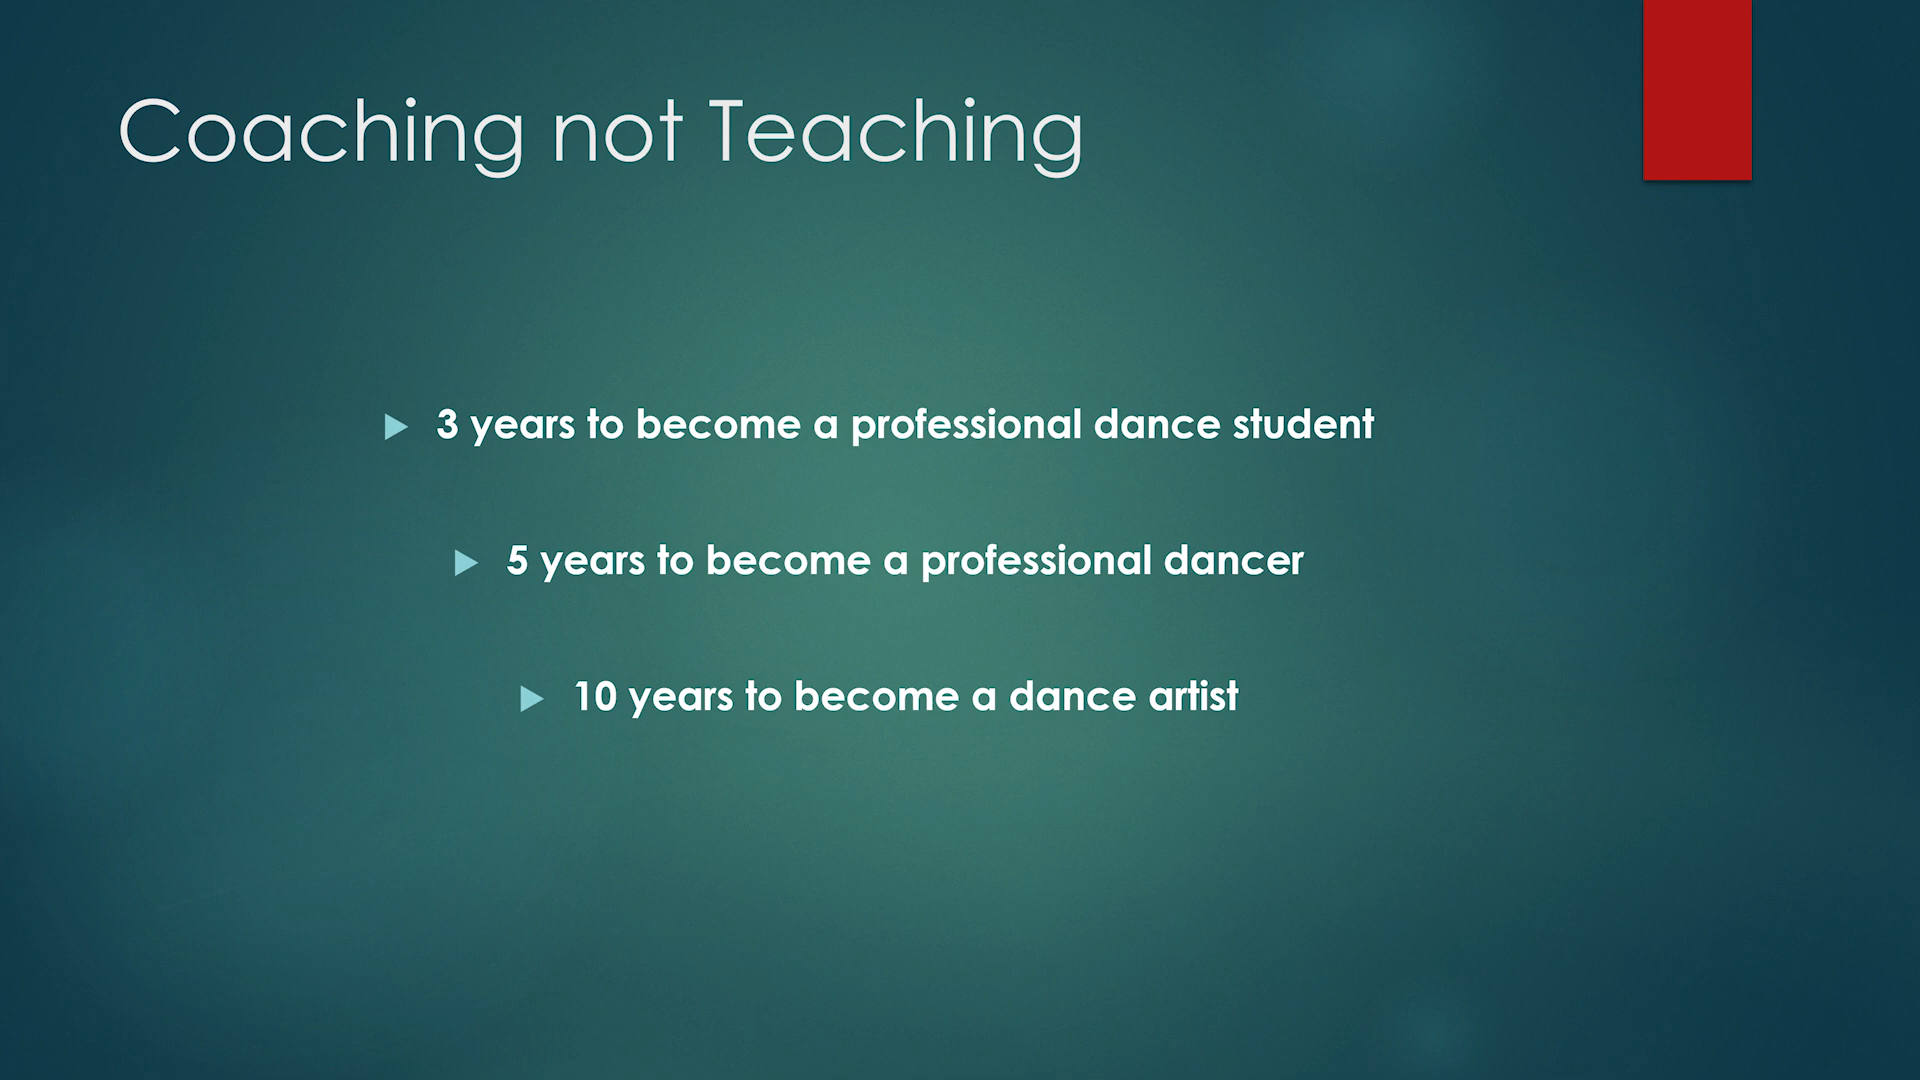 Coaching not Teaching
3 years to become a professional dance student
5 years to become a professional dancer
10 years to become a dance artist